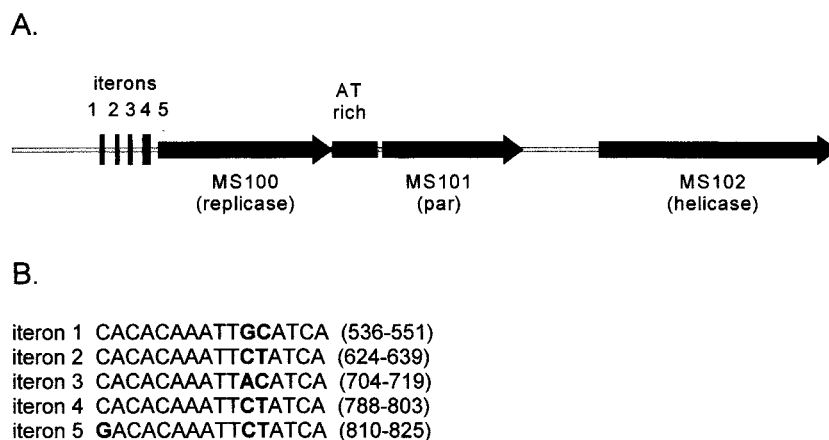 A.
iterons
1 2 3 4 5
AT
rich
MS100
(replicase)
MS101
(par)
MS102
(helicase)
B.
iteron 1 CACACAAATTGCATCA (536-551)
iteron 2 CACACAAATTCTATCA (624-639)
iteron 3 CACACAAATTACATCA (704-719)
iteron 4 CACACAAATTCTATCA (788-803)
iteron 5 GACACAAATTCTATCA (810-825)